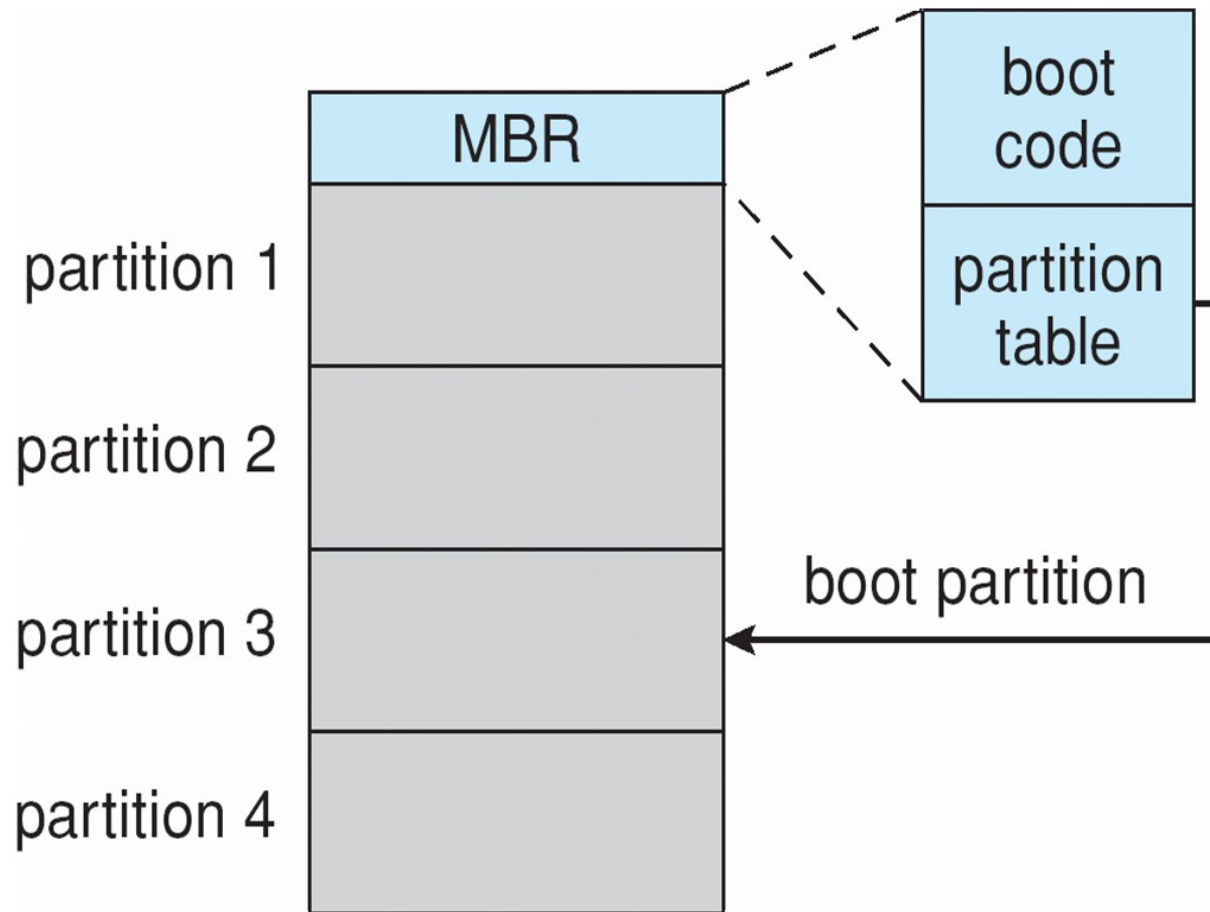 boot
code
MBR
partition 1
partition
table
partition 2
boot partition
partition 3
partition 4